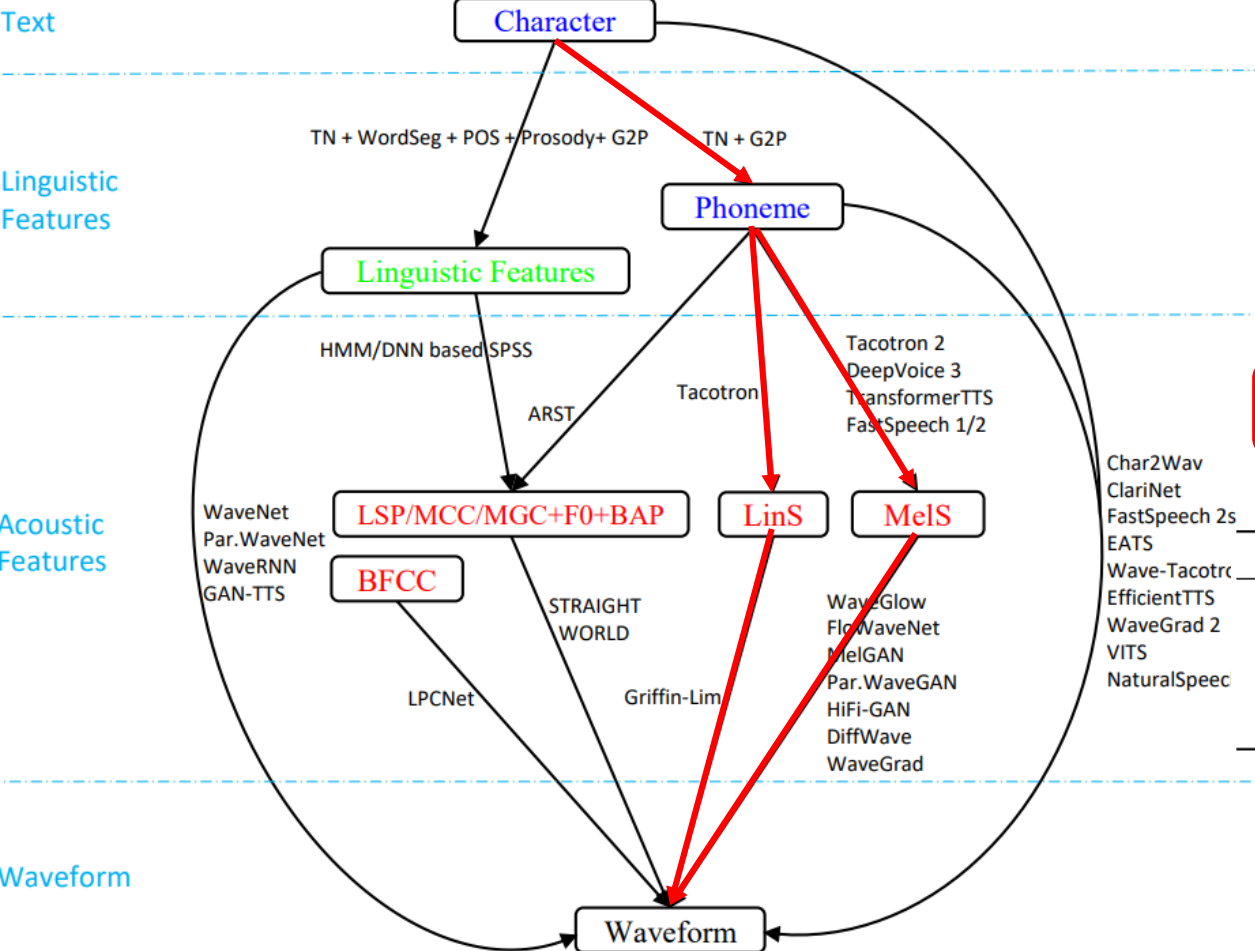 Text
Character
TN + WordSeg + POS + Prosody+ G2P
TN + G2P
Linguistic
Features
Phoneme
Linguistic Features
HMM/DNN based SPSS
ARST
Tacotron
Tacotron 2
DeepVoice 3
TransformerTTS
FastSpeech 1/2
Acoustic
Features
WaveNet
Par.WaveNet
WaveRNN
GAN-TTS
LSP/MCC/MGC+F0+BAP
LinS
MelS
BFCC
Char2Wav
ClariNet
FastSpeech 2s
EATS
Wave-Tacotrc
EfficientTTS
WaveGrad 2
VITS
NaturalSpeec
STRAIGHT
WORLD
LPCNet
Griffin-Lim
WaveGlow
FloWaveNet
MelGAN
Par.WaveGAN
HiFi-GAN
DiffWave
WaveGrad
Waveform
Waveform